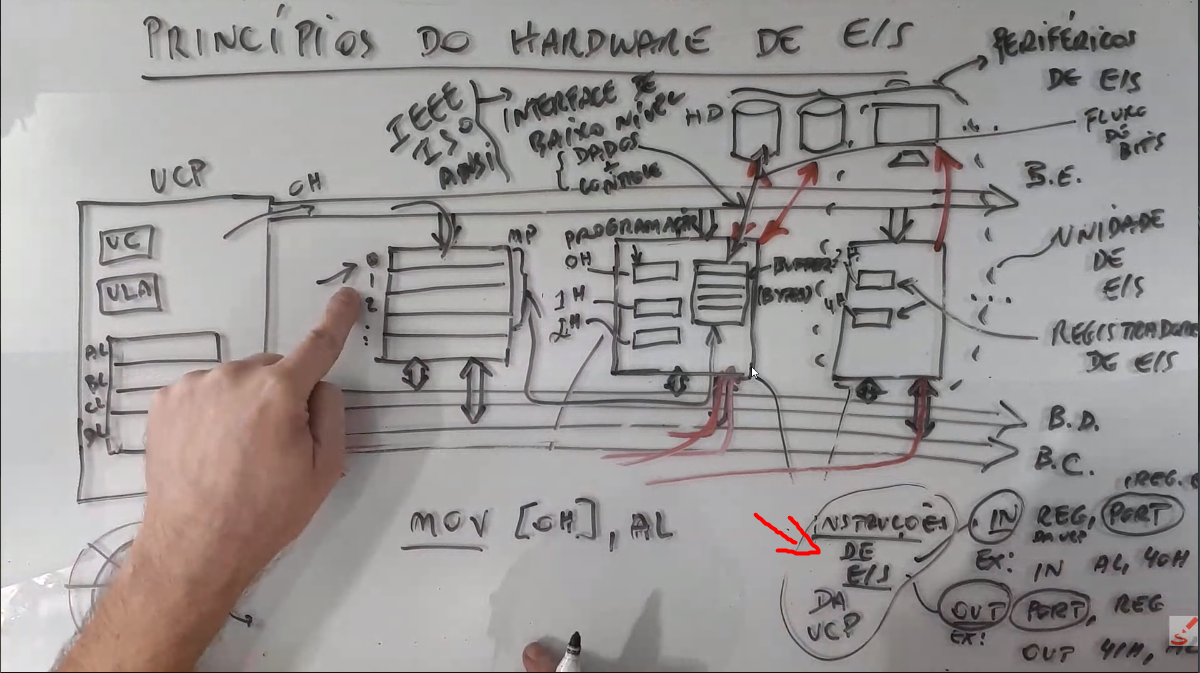 PRINCÍPIOS DO HARDWARE DE E/S
PERIFÉRICOS
DE E/S
FLUXO
DE
BITS
IEEE
ISO
ANSI
INTERFACE DE
BAIXO NÍVEL
DADOS
+
CONTROLE
HD
UCP
0H
B.E.
UC
ULA
MP
0
1
2
:
PROGRAMAÇÃO
0H
1H
2H
BUFFER
(BYTES)
4H
UNIDADE
DE
E/S
REGISTRADORES
DE E/S
AL
BL
CL
DL
B.D.
B.C.
MOV [0H], AL
INSTRUÇÕES
DE
E/S
DA
UCP
IN REG, PORT
DA UCP
EX: IN AL, 40H
OUT PORT, REG
EX:
OUT 41H,